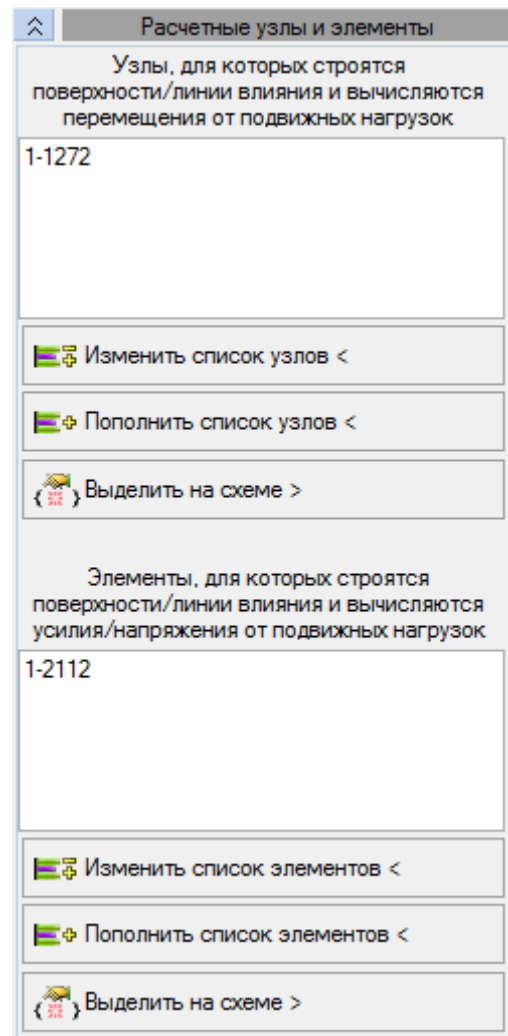 Расчетные узлы и элементы
Узлы, для которых строятся
поверхности/линии влияния и вычисляются
перемещения от подвижных нагрузок
1-1272
Изменить список узлов <
Пополнить список узлов <
Выделить на схеме >
Элементы, для которых строятся
поверхности/линии влияния и вычисляются
усилия/напряжения от подвижных нагрузок
1-2112
Изменить список элементов <
Пополнить список элементов <
Выделить на схеме >